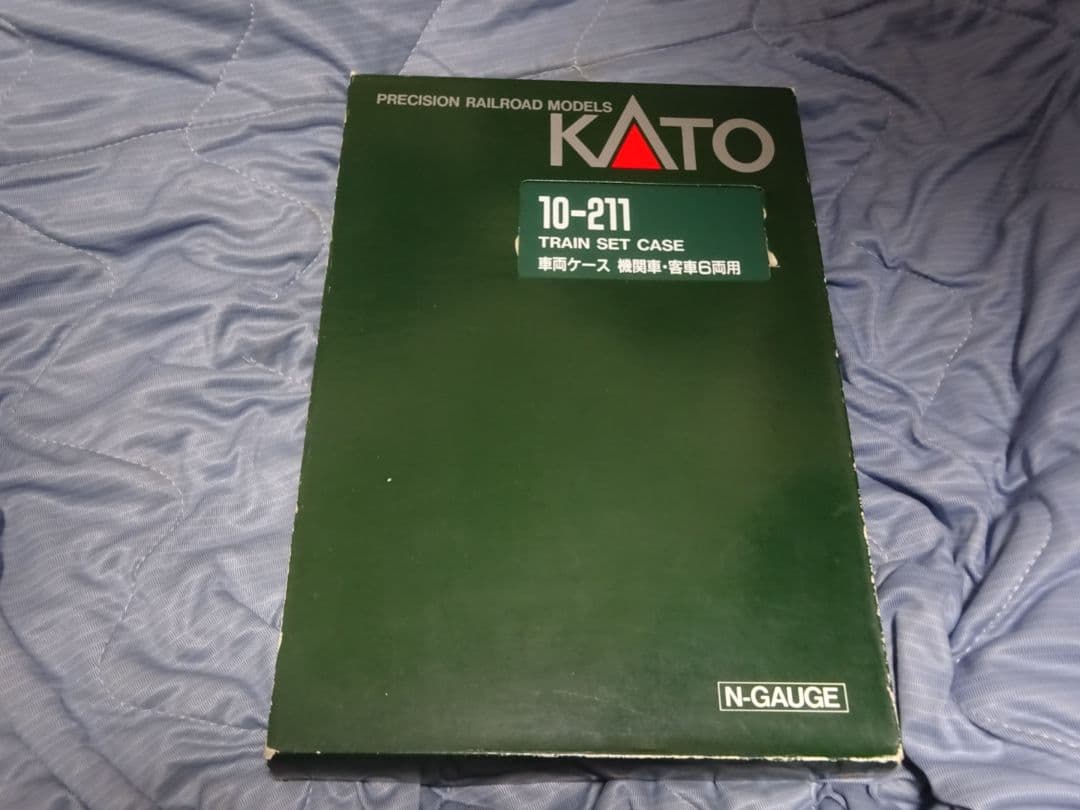 PRECISION RAILROAD MODELS
KATO
10-211
TRAIN SET CASE
車両ケース 機関車・客車6両用
N-GAUGE